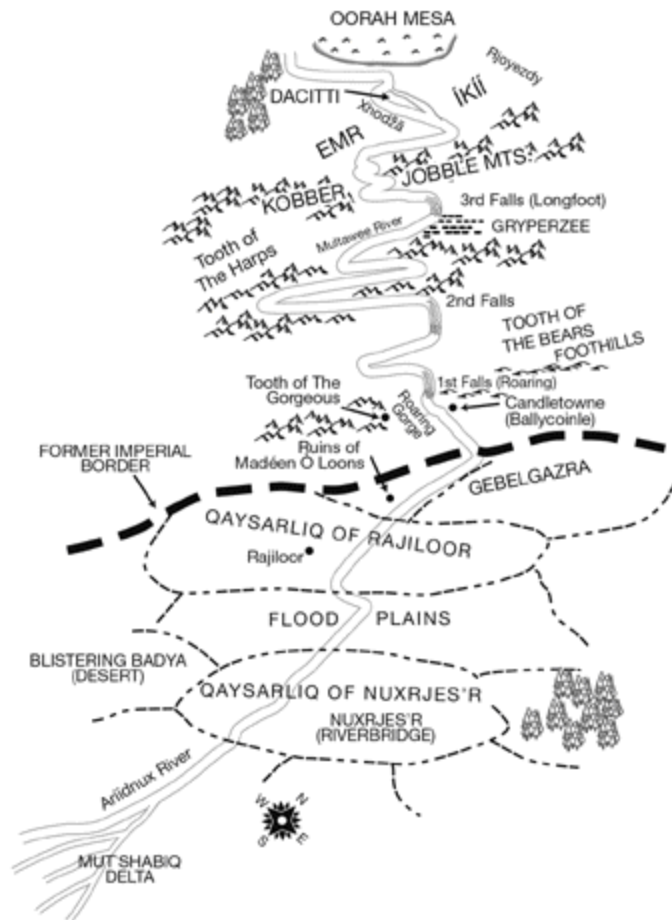 OORAH MESA
Rjoyezdy
ÍKÍÍ
DACITTI
Xnodžā
EMR
JOBBLE MTS.
KOBBER
3rd Falls (Longfoot)
GRYPERZEE
Multawee River
Tooth of
The Harps
2nd Falls
TOOTH OF
THE BEARS
FOOTHILLS
1st Falls (Roaring)
Tooth of The
Gorgeous
Roaring
Gorge
Candletowne
(Ballycoinle)
FORMER IMPERIAL
BORDER
Ruins of
Madéen Ó Loons
GEBELGAZRA
QAYSARLIQ OF RAJILOOR
Rajiloor
FLOOD PLAINS
BLISTERING BADYA
(DESERT)
QAYSARLIQ OF NUXRJES'R
NUXRJES'R
(RIVERBRIDGE)
Ariidnux River
W N
S E
MUT SHABIQ
DELTA